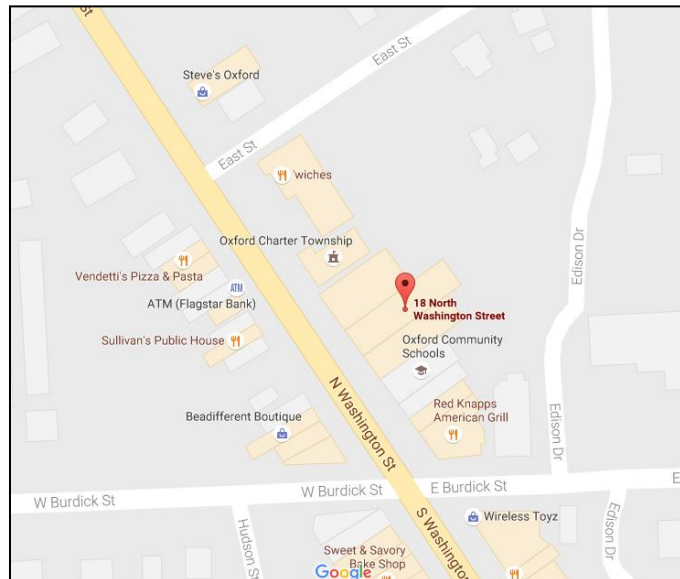 St
Steve's Oxford
East St
East St
'wiches
Edison Dr
Oxford Charter Township
Vendetti's Pizza & Pasta
ATM
ATM (Flagstar Bank)
18 North
Washington Street
Sullivan's Public House
Oxford Community
Schools
N Washington St
Red Knapps
American Grill
Beadifferent Boutique
Edison Dr
W Burdick St
W Burdick St
E Burdick St
E
Hudson St
S Washington
Wireless Toyz
Edison Dr
Sweet & Savory
Bake Shop
Google